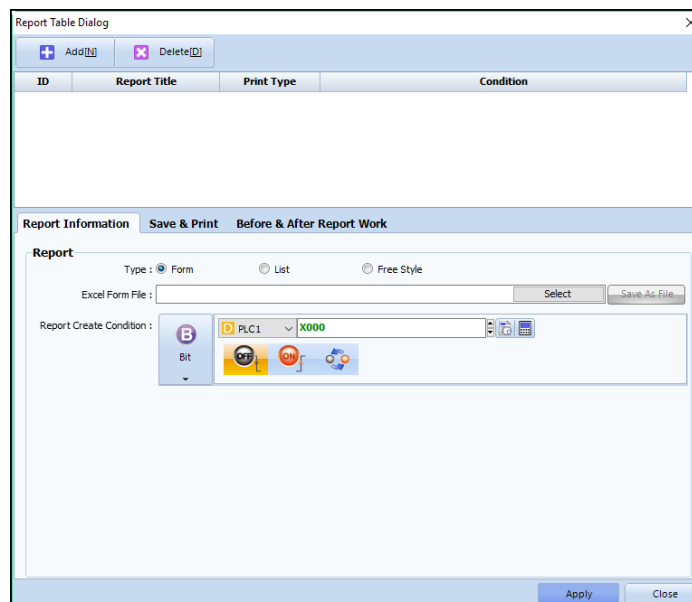 Report Table Dialog
Add[N] Delete[D]
ID Report Title Print Type Condition
Report Information Save & Print Before & After Report Work
Report
Type : Form List Free Style
Excel Form File : Select Save As File
Report Create Condition : B Bit D PLC1 X000
OFF ON
Apply Close